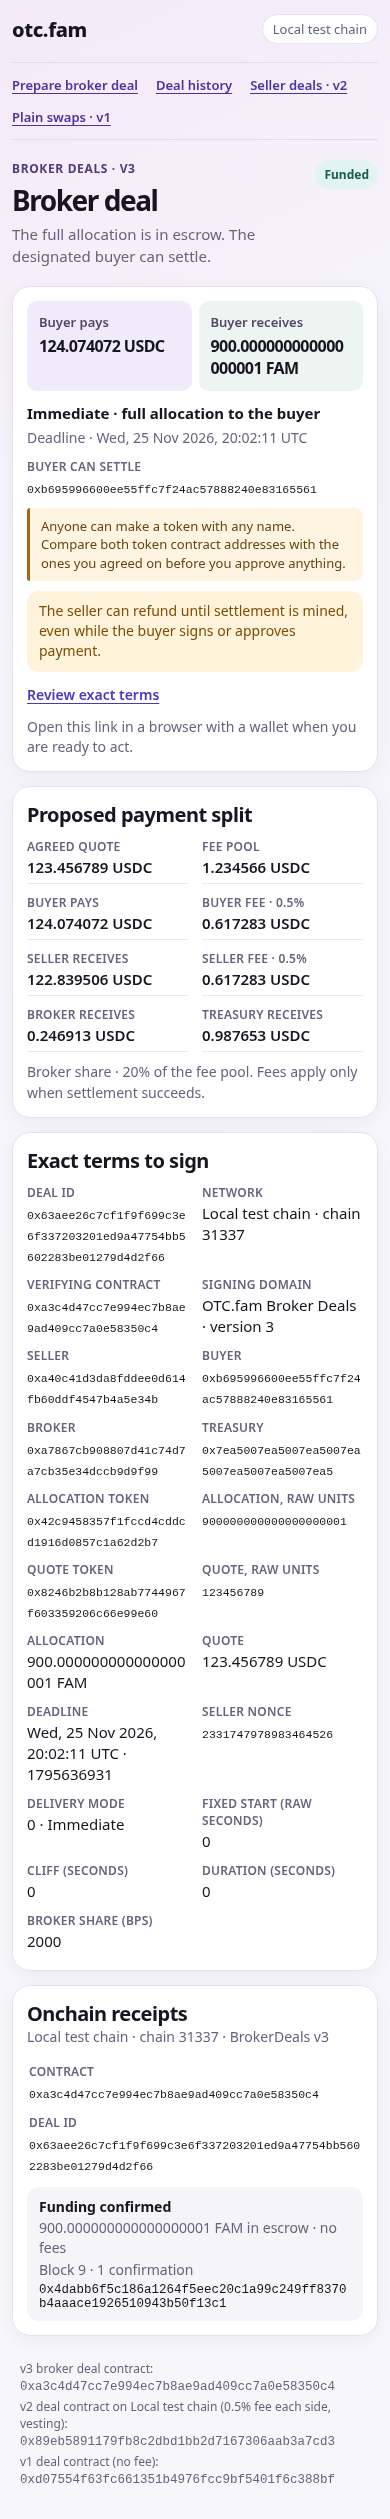 otc.fam
Local test chain
Prepare broker deal
Deal history
Seller deals · v2
Plain swaps · v1
BROKER DEALS · V3
Funded
Broker deal
The full allocation is in escrow. The
designated buyer can settle.
Buyer pays
124.074072 USDC
Buyer receives
900.000000000000
000001 FAM
Immediate · full allocation to the buyer
Deadline · Wed, 25 Nov 2026, 20:02:11 UTC
BUYER CAN SETTLE
0xb695996600ee55ffc7f24ac57888240e83165561
Anyone can make a token with any name.
Compare both token contract addresses with the
ones you agreed on before you approve anything.
The seller can refund until settlement is mined,
even while the buyer signs or approves
payment.
Review exact terms
Open this link in a browser with a wallet when you
are ready to act.
Proposed payment split
AGREED QUOTE
123.456789 USDC
FEE POOL
1.234566 USDC
BUYER PAYS
124.074072 USDC
BUYER FEE · 0.5%
0.617283 USDC
SELLER RECEIVES
122.839506 USDC
SELLER FEE · 0.5%
0.617283 USDC
BROKER RECEIVES
0.246913 USDC
TREASURY RECEIVES
0.987653 USDC
Broker share · 20% of the fee pool. Fees apply only
when settlement succeeds.
Exact terms to sign
DEAL ID
0x63aee26c7cf1f9f699c3e
6f337203201ed9a47754bb5
602283be01279d4d2f66
NETWORK
Local test chain · chain
31337
VERIFYING CONTRACT
0xa3c4d47cc7e994ec7b8ae
9ad409cc7a0e58350c4
SIGNING DOMAIN
OTC.fam Broker Deals
· version 3
SELLER
0xa40c41d3da8fddee0d614
fb60ddf4547b4a5e34b
BUYER
0xb695996600ee55ffc7f24
ac57888240e83165561
BROKER
0xa7867cb908807d41c74d7
a7cb35e34dccb9d9f99
TREASURY
0x7ea5007ea5007ea5007ea
5007ea5007ea5007ea5
ALLOCATION TOKEN
0x42c9458357f1fccd4cddc
d1916d0857c1a62d2b7
ALLOCATION, RAW UNITS
900000000000000000001
QUOTE TOKEN
0x8246b2b8b128ab7744967
f603359206c66e99e60
QUOTE, RAW UNITS
123456789
ALLOCATION
900.000000000000000
001 FAM
QUOTE
123.456789 USDC
DEADLINE
Wed, 25 Nov 2026,
20:02:11 UTC ·
1795636931
SELLER NONCE
2331747978983464526
DELIVERY MODE
0 · Immediate
FIXED START (RAW
SECONDS)
0
CLIFF (SECONDS)
0
DURATION (SECONDS)
0
BROKER SHARE (BPS)
2000
Onchain receipts
Local test chain · chain 31337 · BrokerDeals v3
CONTRACT
0xa3c4d47cc7e994ec7b8ae9ad409cc7a0e58350c4
DEAL ID
0x63aee26c7cf1f9f699c3e6f337203201ed9a47754bb560
2283be01279d4d2f66
Funding confirmed
900.000000000000000001 FAM in escrow · no
fees
Block 9 · 1 confirmation
0x4dabb6f5c186a1264f5eec20c1a99c249ff8370
b4aaace1926510943b50f13c1
v3 broker deal contract:
0xa3c4d47cc7e994ec7b8ae9ad409cc7a0e58350c4
v2 deal contract on Local test chain (0.5% fee each side,
vesting):
0x89eb5891179fb8c2dbd1bb2d7167306aab3a7cd3
v1 deal contract (no fee):
0xd07554f63fc661351b4976fcc9bf5401f6c388bf